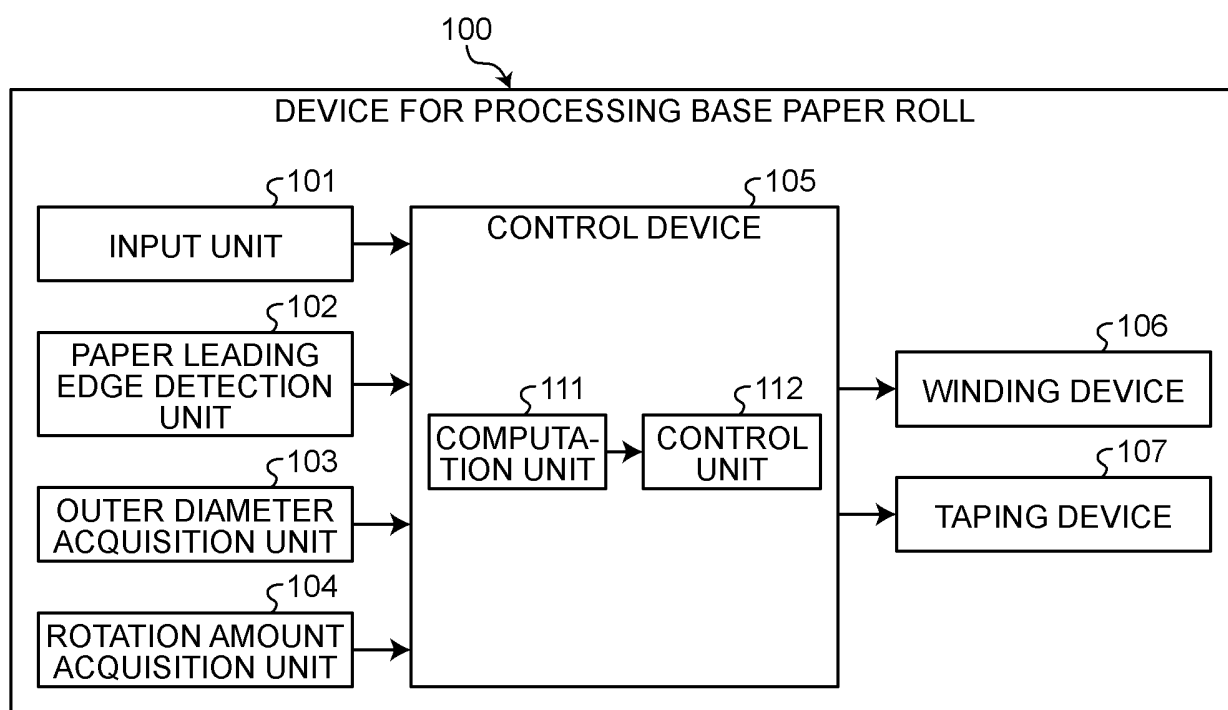 100
DEVICE FOR PROCESSING BASE PAPER ROLL
101
INPUT UNIT
102
PAPER LEADING
EDGE DETECTION
UNIT
103
OUTER DIAMETER
ACQUISITION UNIT
104
ROTATION AMOUNT
ACQUISITION UNIT
105
CONTROL DEVICE
111
COMPUTA-
TION UNIT
112
CONTROL
UNIT
106
WINDING DEVICE
107
TAPING DEVICE